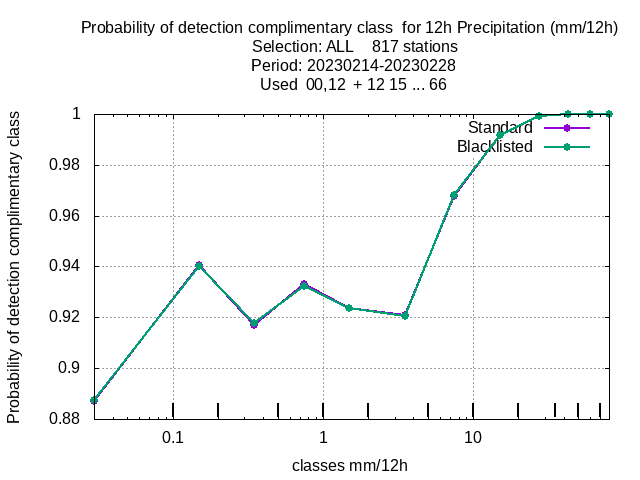 Probability of detection complimentary class  for 12h Precipitation (mm/12h)
Selection: ALL    817 stations
Period: 20230214-20230228
Used  00,12  + 12 15 ... 66
Probability of detection complimentary class
1
0.98
0.96
0.94
0.92
0.9
0.88
Standard
Blacklisted
0.1
1
10
classes mm/12h